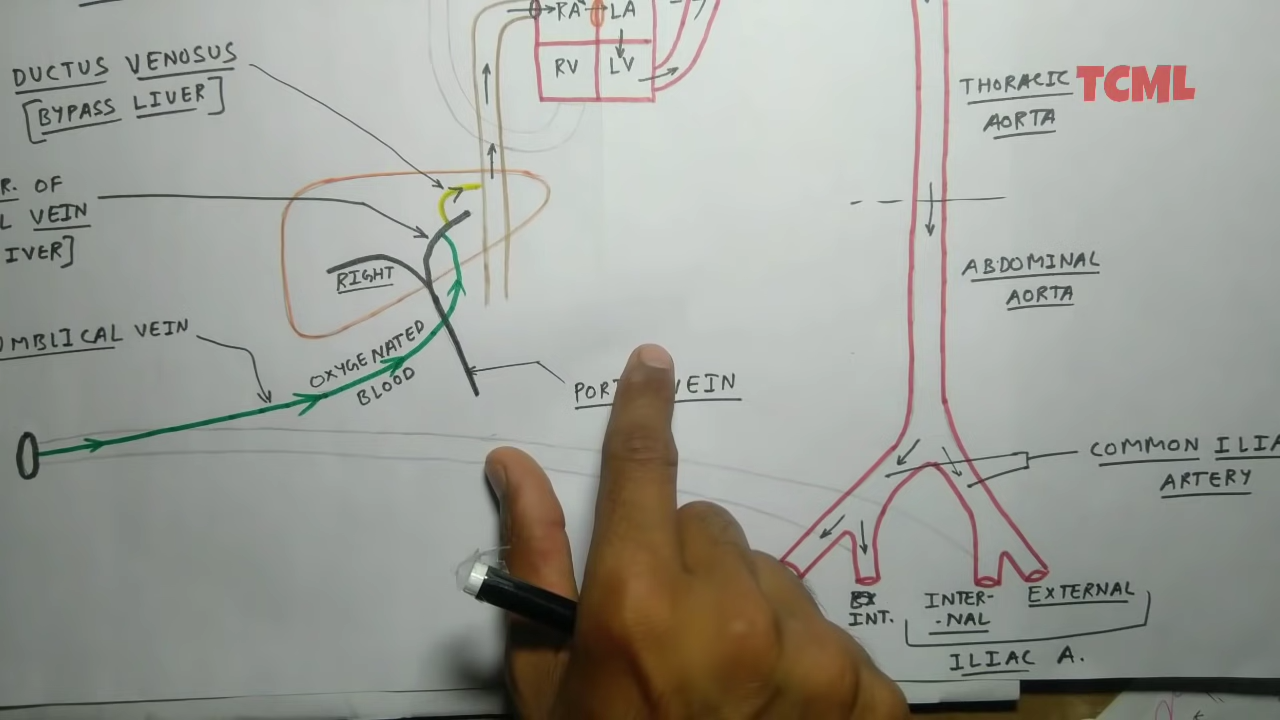 RA LA
RV LV
DUCTUS VENOSUS
[BYPASS LIVER]
R. OF
L VEIN
IVER]
RIGHT
MBLICAL VEIN
OXYGENATED
BLOOD
VEIN
THORACIC
AORTA
TCML
ABDOMINAL
AORTA
COMMON ILIA
ARTERY
INT.
INTER-
-NAL
EXTERNAL
ILIAC A.